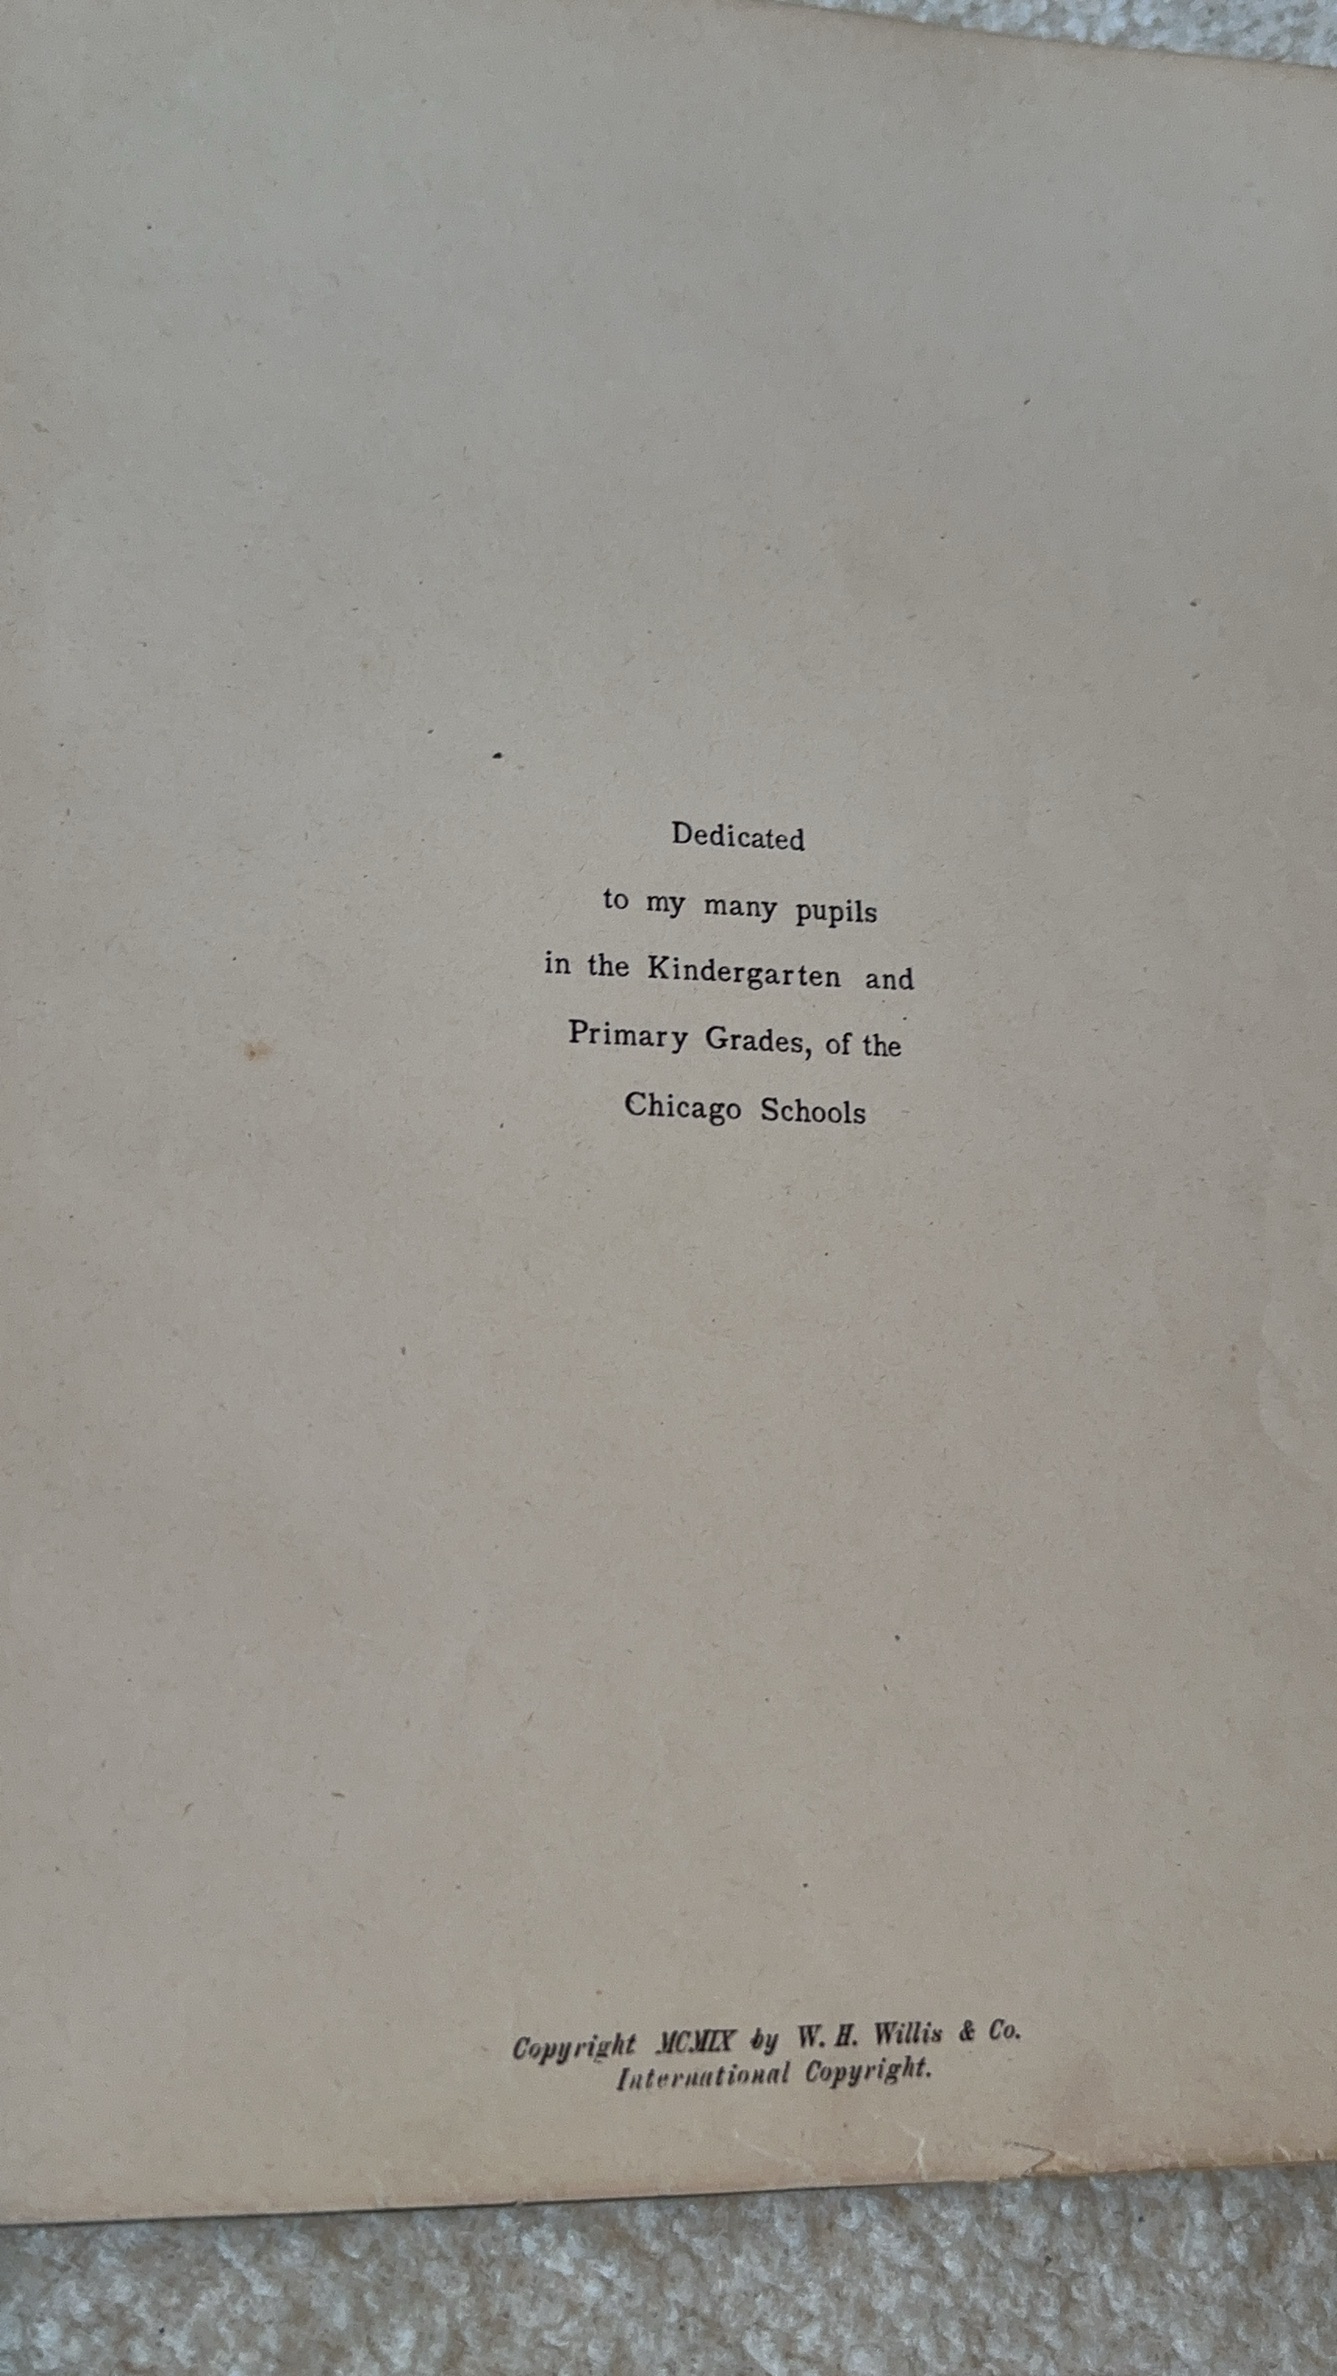 Dedicated
to my many pupils
in the Kindergarten and
Primary Grades, of the
Chicago Schools
Copyright MCMIX by W. H. Willis & Co.
International Copyright.